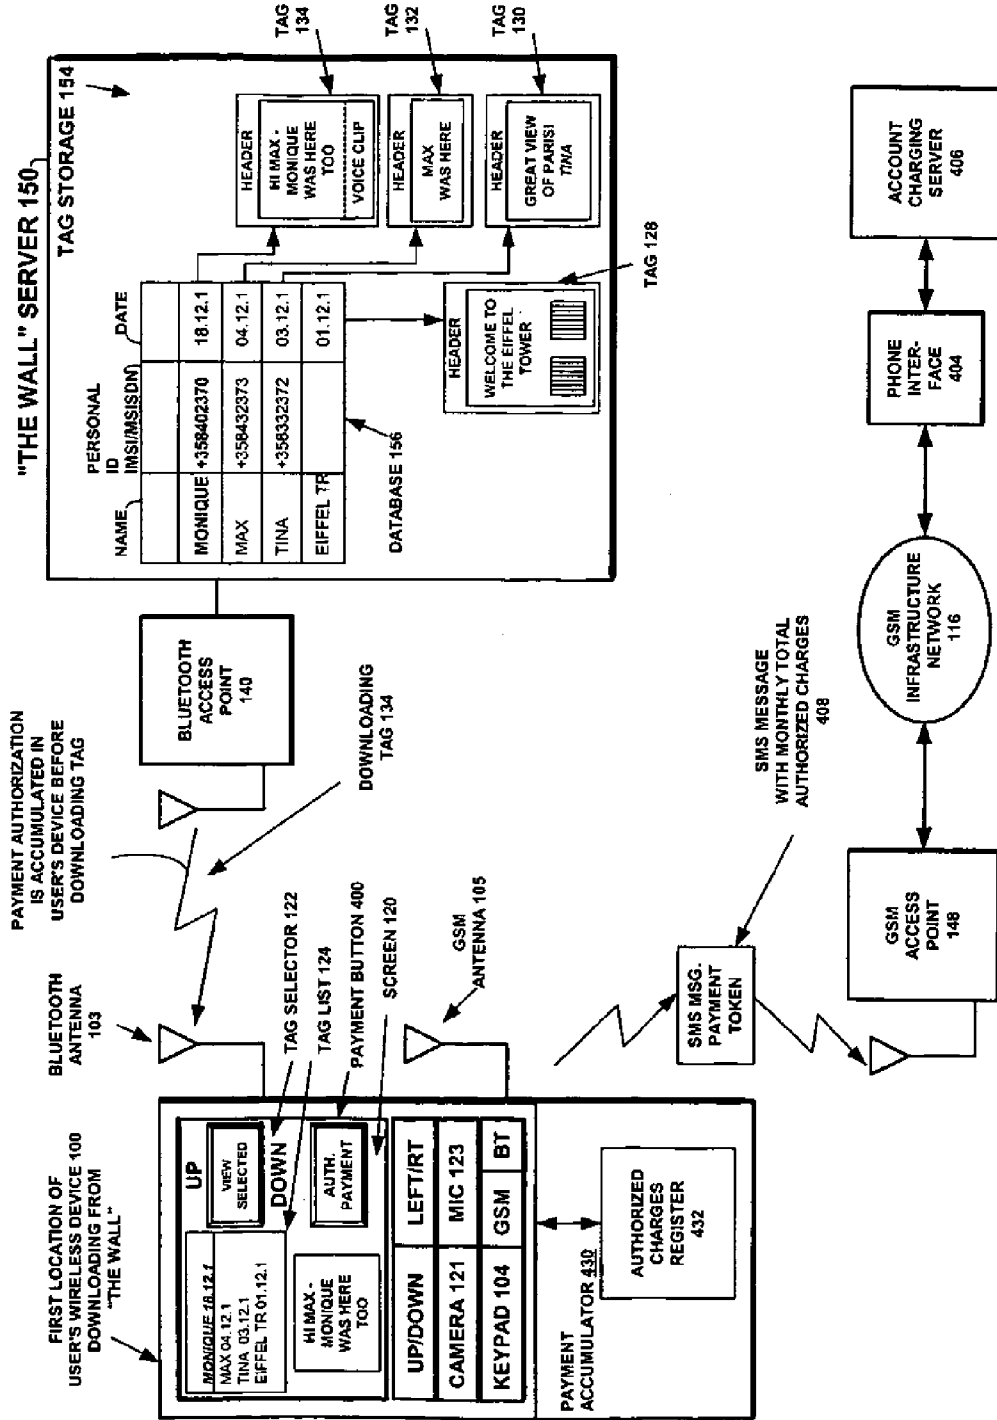 FIRST LOCATION OF
USER'S WIRELESS DEVICE 100
DOWNLOADING FROM
"THE WALL"
BLUETOOTH
ANTENNA
103
PAYMENT AUTHORIZATION
IS ACCUMULATED IN
USER'S DEVICE BEFORE
DOWNLOADING TAG
"THE WALL" SERVER 150
TAG STORAGE 154
MONIQUE 18.12.1
MAX 04.12.1
TINA 03.12.1
EIFFEL TR 01.12.1
UP
VIEW
SELECTED
DOWN
HI MAX -
MONIQUE
WAS HERE
TOO
AUTH.
PAYMENT
TAG SELECTOR 122
TAG LIST 124
PAYMENT BUTTON 400
SCREEN 120
UP/DOWN
LEFT/RT
CAMERA 121
MIC 123
KEYPAD 104
GSM
BT
GSM
ANTENNA 105
PAYMENT
ACCUMULATOR 430
AUTHORIZED
CHARGES
REGISTER
432
DOWNLOADING
TAG 134
BLUETOOTH
ACCESS
POINT
140
NAME
PERSONAL
ID
IMSI/MSISDN
DATE
MONIQUE
+358402370
18.12.1
MAX
+358432373
04.12.1
TINA
+358332372
03.12.1
EIFFEL TR
01.12.1
DATABASE 156
HEADER
HI MAX -
MONIQUE
WAS HERE
TOO
VOICE CLIP
TAG
134
HEADER
MAX
WAS HERE
TAG
132
HEADER
GREAT VIEW
OF PARIS!
TINA
TAG
130
HEADER
WELCOME TO
THE EIFFEL
TOWER
TAG 128
SMS MSG.
PAYMENT
TOKEN
SMS MESSAGE
WITH MONTHLY TOTAL
AUTHORIZED CHARGES
408
GSM
ACCESS
POINT
148
GSM
INFRASTRUCTURE
NETWORK
116
PHONE
INTER-
FACE
404
ACCOUNT
CHARGING
SERVER
406